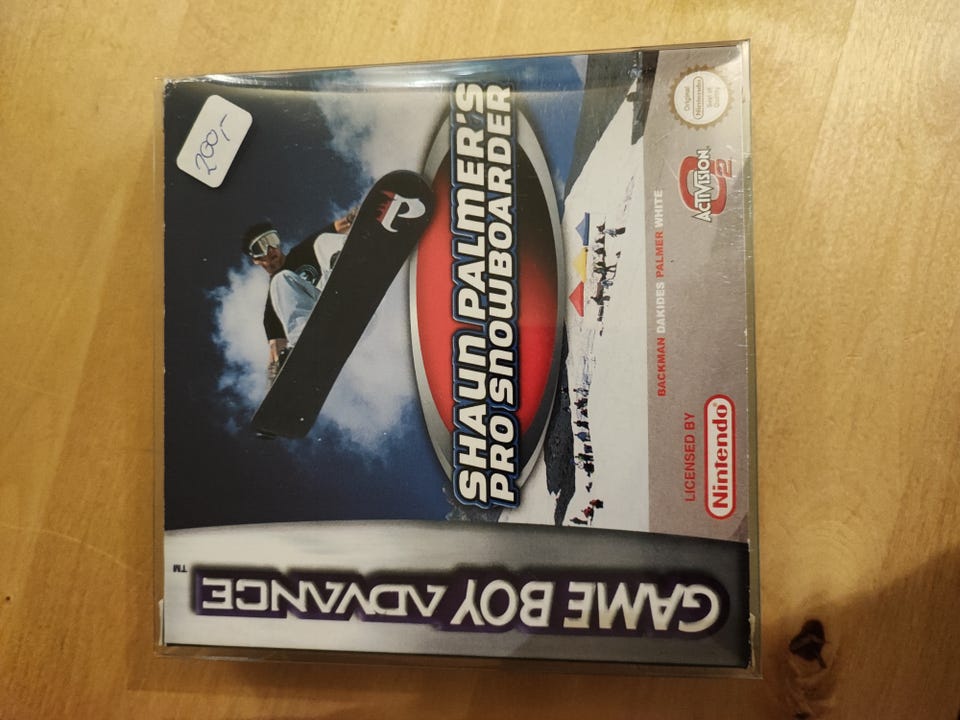 200,-
SHAUN PALMER'S
PRO SNOWBOARDER
Original
Nintendo
Seal of
Quality
ACTIVISION
O2
BACKMAN DAKIDES PALMER WHITE
LICENSED BY
Nintendo®
GAME BOY ADVANCE
TM